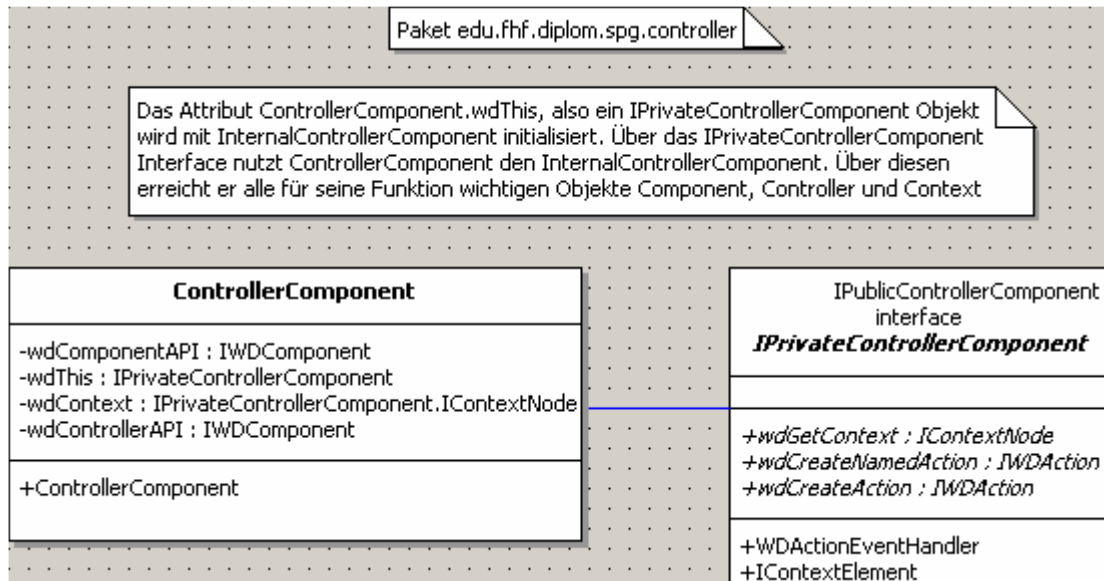 Paket edu.fhf.diplom.spg.controller
Das Attribut ControllerComponent.wdThis, also ein IPrivateControllerComponent Objekt
wird mit InternalControllerComponent initialisiert. Über das IPrivateControllerComponent
Interface nutzt ControllerComponent den InternalControllerComponent. Über diesen
erreicht er alle für seine Funktion wichtigen Objekte Component, Controller und Context
ControllerComponent
-wdComponentAPI : IWDComponent
-wdThis : IPrivateControllerComponent
-wdContext : IPrivateControllerComponent.IContextNode
-wdControllerAPI : IWDComponent
+ControllerComponent
IPublicControllerComponent
interface
IPrivateControllerComponent
+wdGetContext : IContextNode
+wdCreateNamedAction : IWDAction
+wdCreateAction : IWDAction
+WDActionEventHandler
+IContextElement